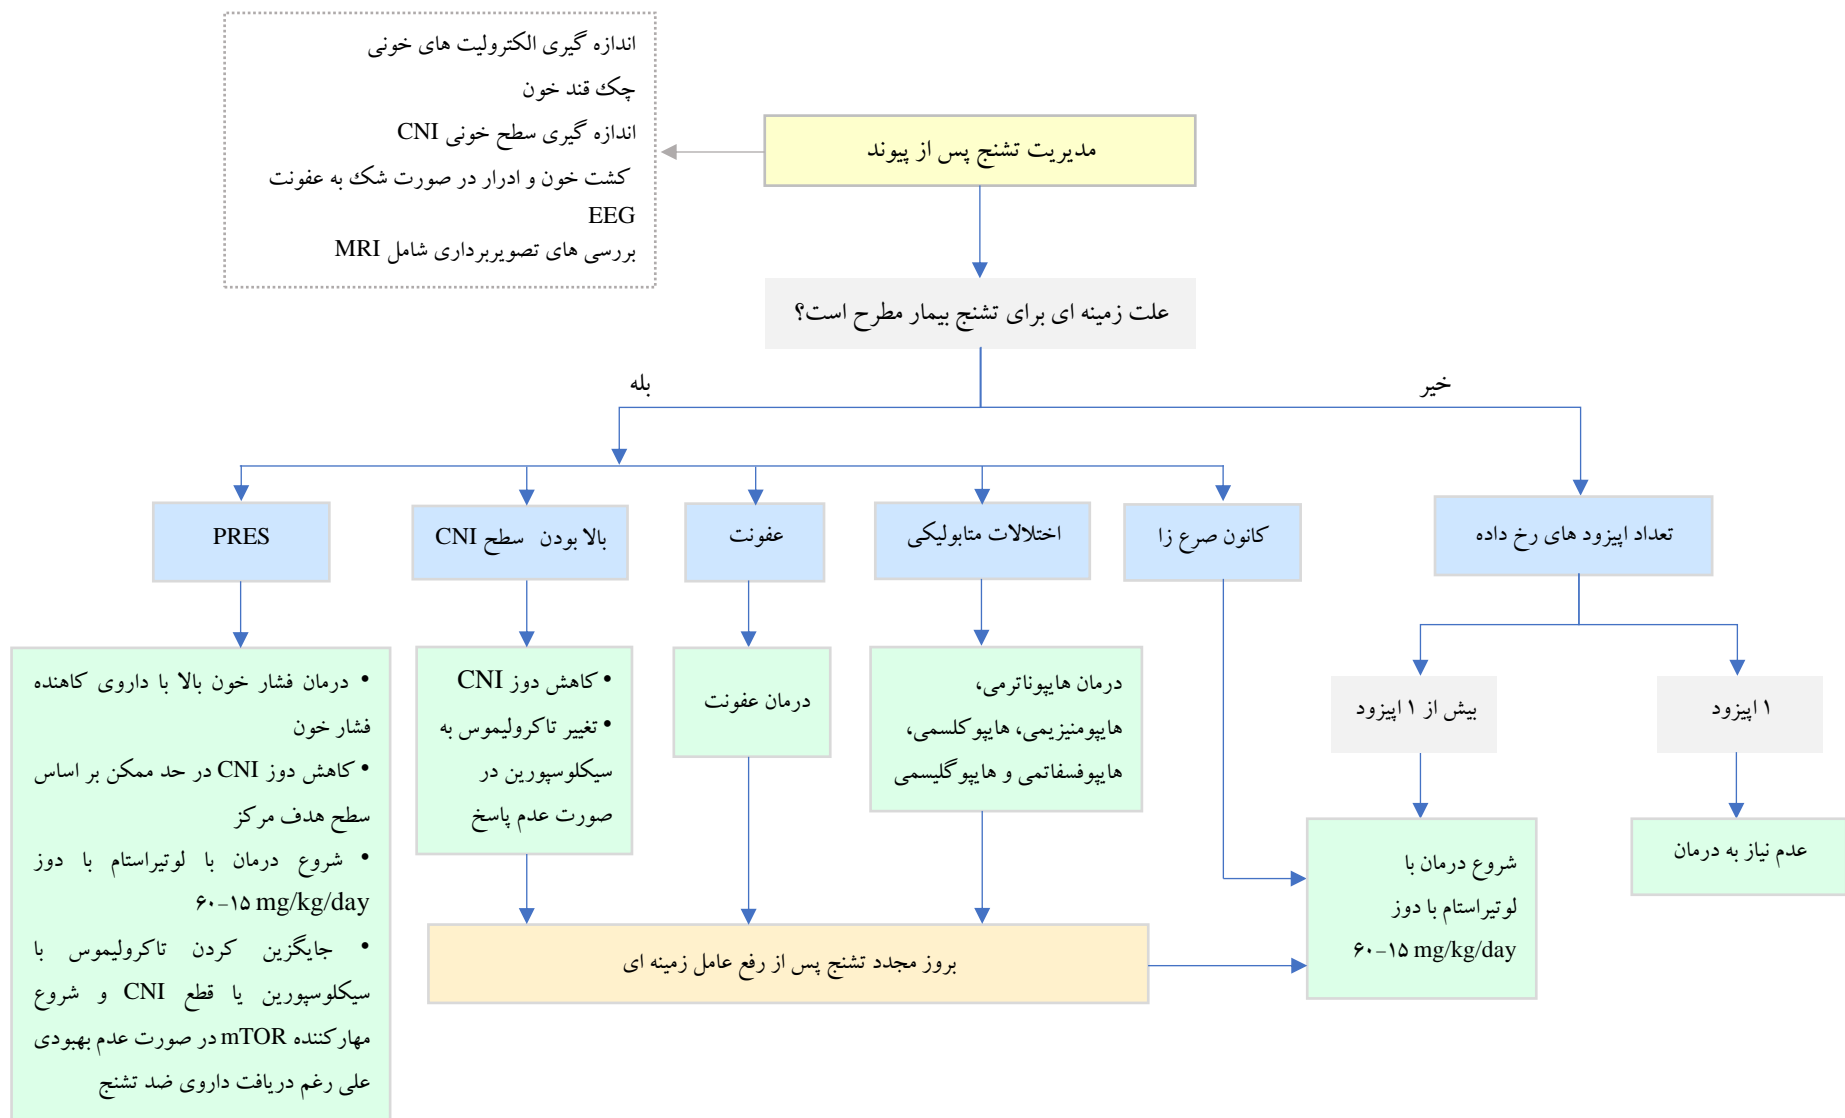 اندازه گیری الکترولیت های خونی
چک قند خون
اندازه گیری سطح خونی CNI
کشت خون و ادرار در صورت شک به عفونت
EEG
بررسی های تصویربرداری شامل MRI
مدیریت تشنج پس از پیوند
علت زمینه ای برای تشنج بیمار مطرح است؟
خیر
بله
تعداد اپیزود های رخ داده
کانون صرع زا
اختلالات متابولیکی
عفونت
بالا بودن سطح CNI
PRES
۱ اپیزود
بیش از ۱ اپیزود
عدم نیاز به درمان
شروع درمان با
لوتیراستام با دوز
۶۰-۱۵ mg/kg/day
درمان هایپوناترمی،
هایپومنیزیمی، هایپوکلسمی،
هایپوفسفاتمی و هایپوگلیسمی
درمان عفونت
• کاهش دوز CNI
• تغییر تاکرولیموس به
سیکلوسپورین در
صورت عدم پاسخ
• درمان فشار خون بالا با داروی کاهنده
فشار خون
• کاهش دوز CNI در حد ممکن بر اساس
سطح هدف مرکز
• شروع درمان با لوتیراستام با دوز
۶۰-۱۵ mg/kg/day
• جایگزین کردن تاکرولیموس با
سیکلوسپورین یا قطع CNI و شروع
مهارکننده mTOR در صورت عدم بهبودی
علی رغم دریافت داروی ضد تشنج
بروز مجدد تشنج پس از رفع عامل زمینه ای